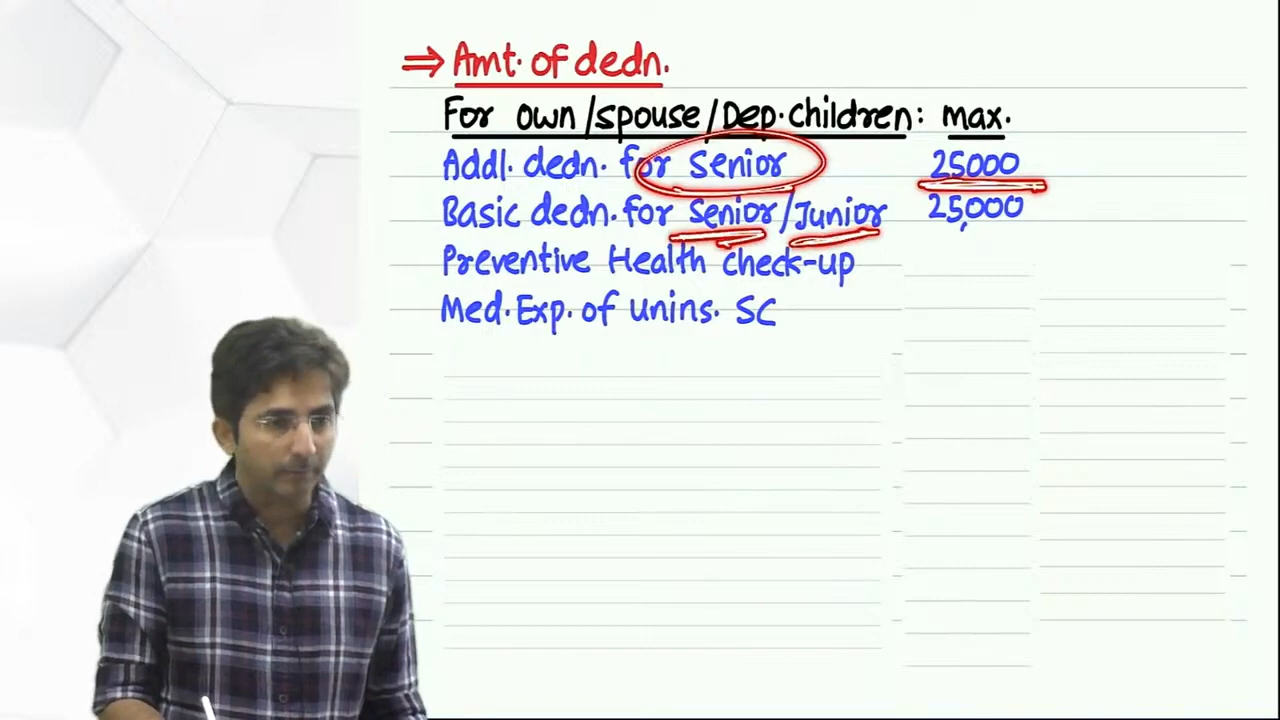 ⇒ Amt. of dedn.
For own/spouse/Dep.children: max.
Addl. dedn. for Senior 25000
Basic dedn. for Senior/Junior 25,000
Preventive Health check-up
Med. Exp. of unins. SC